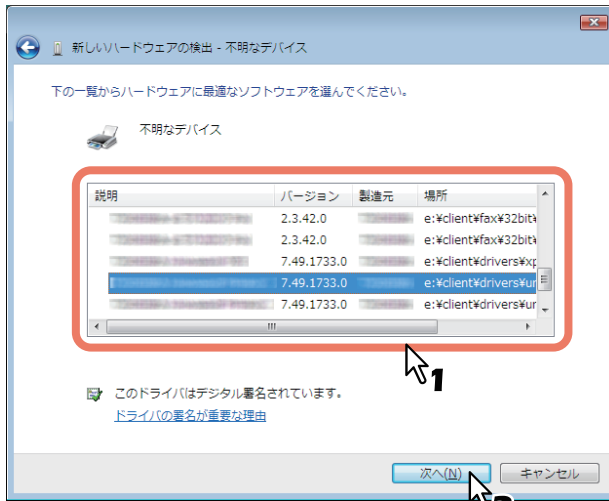 新しいハードウェアの検出 - 不明なデバイス
下の一覧からハードウェアに最適なソフトウェアを選んでください。
不明なデバイス
説明 バージョン 製造元 場所
2.3.42.0 e:¥client¥fax¥32bit¥
2.3.42.0 e:¥client¥fax¥32bit¥
7.49.1733.0 e:¥client¥drivers¥xp
7.49.1733.0 e:¥client¥drivers¥ur
7.49.1733.0 e:¥client¥drivers¥ur
1
このドライバはデジタル署名されています。
ドライバの署名が重要な理由
次へ(N) キャンセル